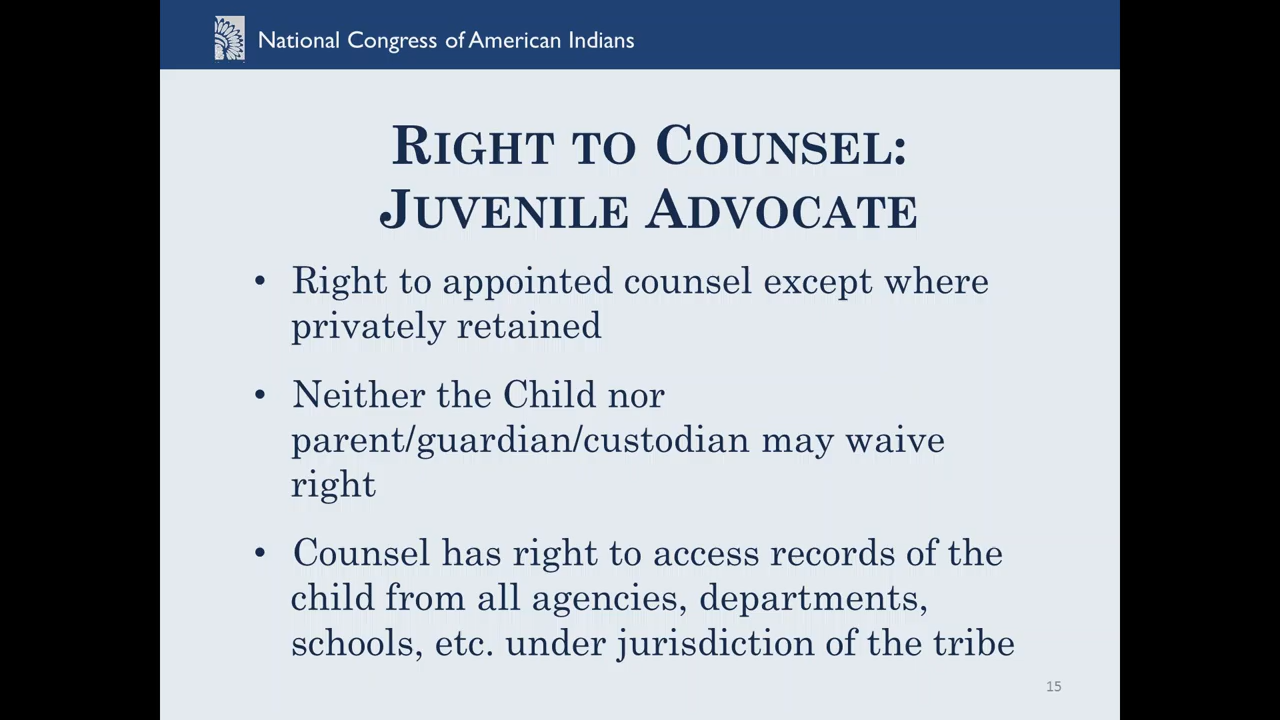 National Congress of American Indians
RIGHT TO COUNSEL:
JUVENILE ADVOCATE
• Right to appointed counsel except where
privately retained
• Neither the Child nor
parent/guardian/custodian may waive
right
• Counsel has right to access records of the
child from all agencies, departments,
schools, etc. under jurisdiction of the tribe
15